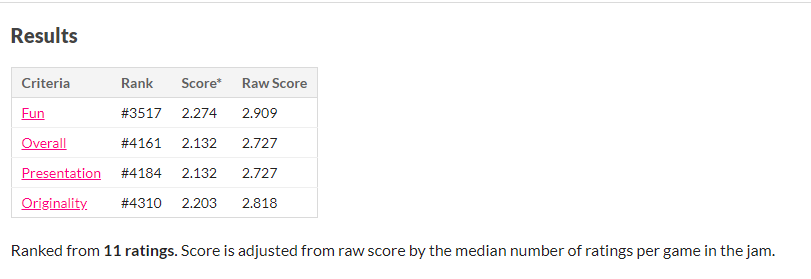 Results
Criteria Rank Score* Raw Score
Fun #3517 2.274 2.909
Overall #4161 2.132 2.727
Presentation #4184 2.132 2.727
Originality #4310 2.203 2.818
Ranked from 11 ratings. Score is adjusted from raw score by the median number of ratings per game in the jam.